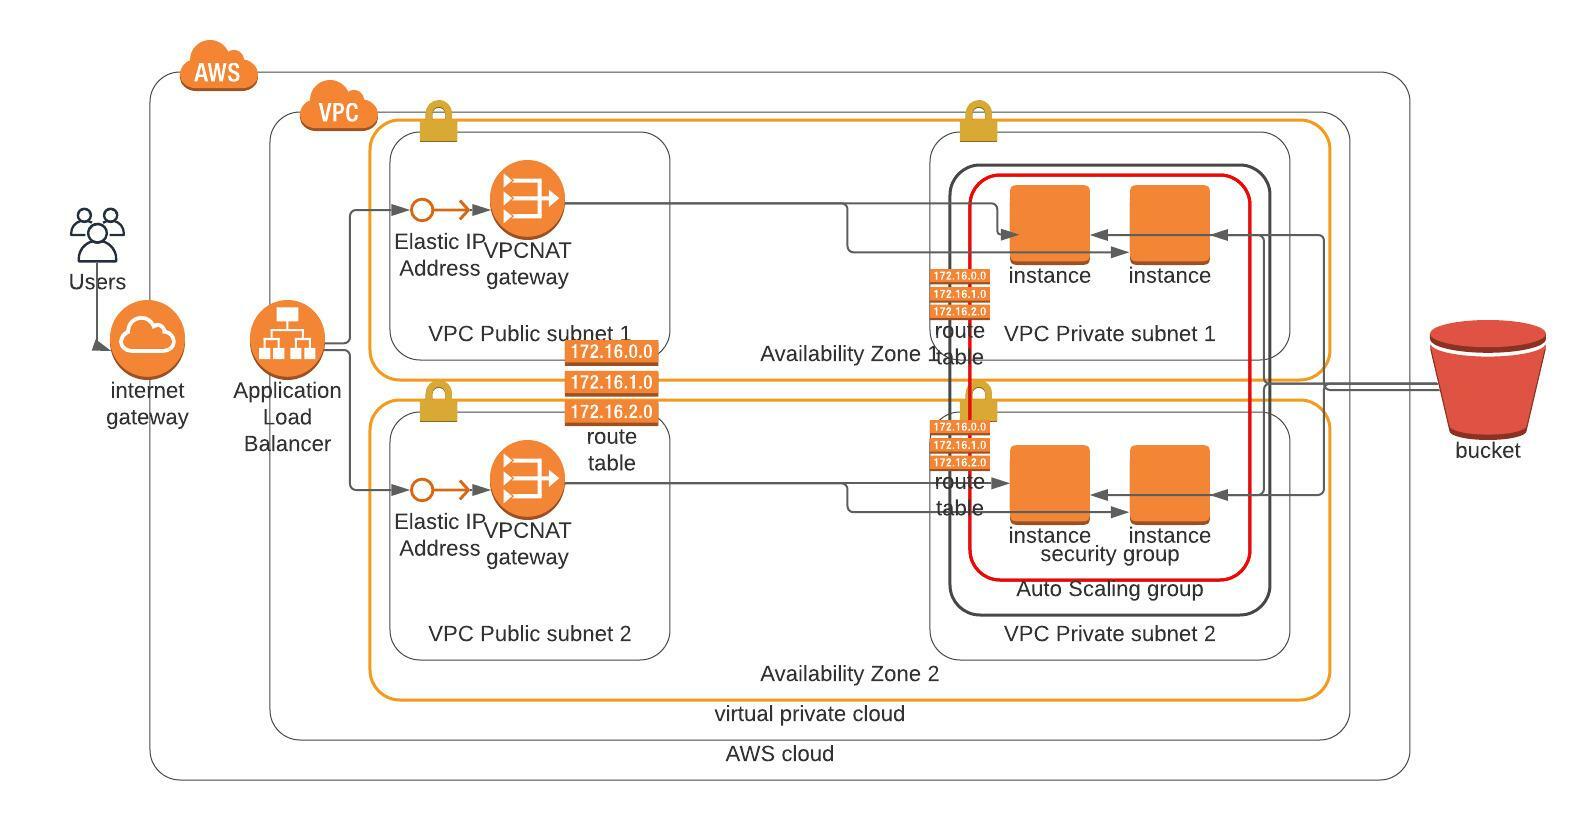 AWS
VPC
Users
internet
gateway
Application
Load
Balancer
Elastic IP
Address
VPCNAT
gateway
VPC Public subnet 1
172.16.0.0
172.16.1.0
172.16.2.0
route
table
Availability Zone 1
instance
instance
172.16.0.0
172.16.1.0
172.16.2.0
route
table
VPC Private subnet 1
Elastic IP
Address
VPCNAT
gateway
VPC Public subnet 2
172.16.0.0
172.16.1.0
172.16.2.0
route
table
instance
instance
security group
Auto Scaling group
VPC Private subnet 2
Availability Zone 2
virtual private cloud
AWS cloud
bucket